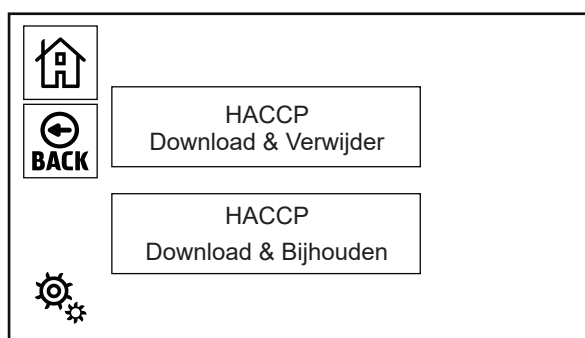 BACK
HACCP
Download & Verwijder
HACCP
Download & Bijhouden